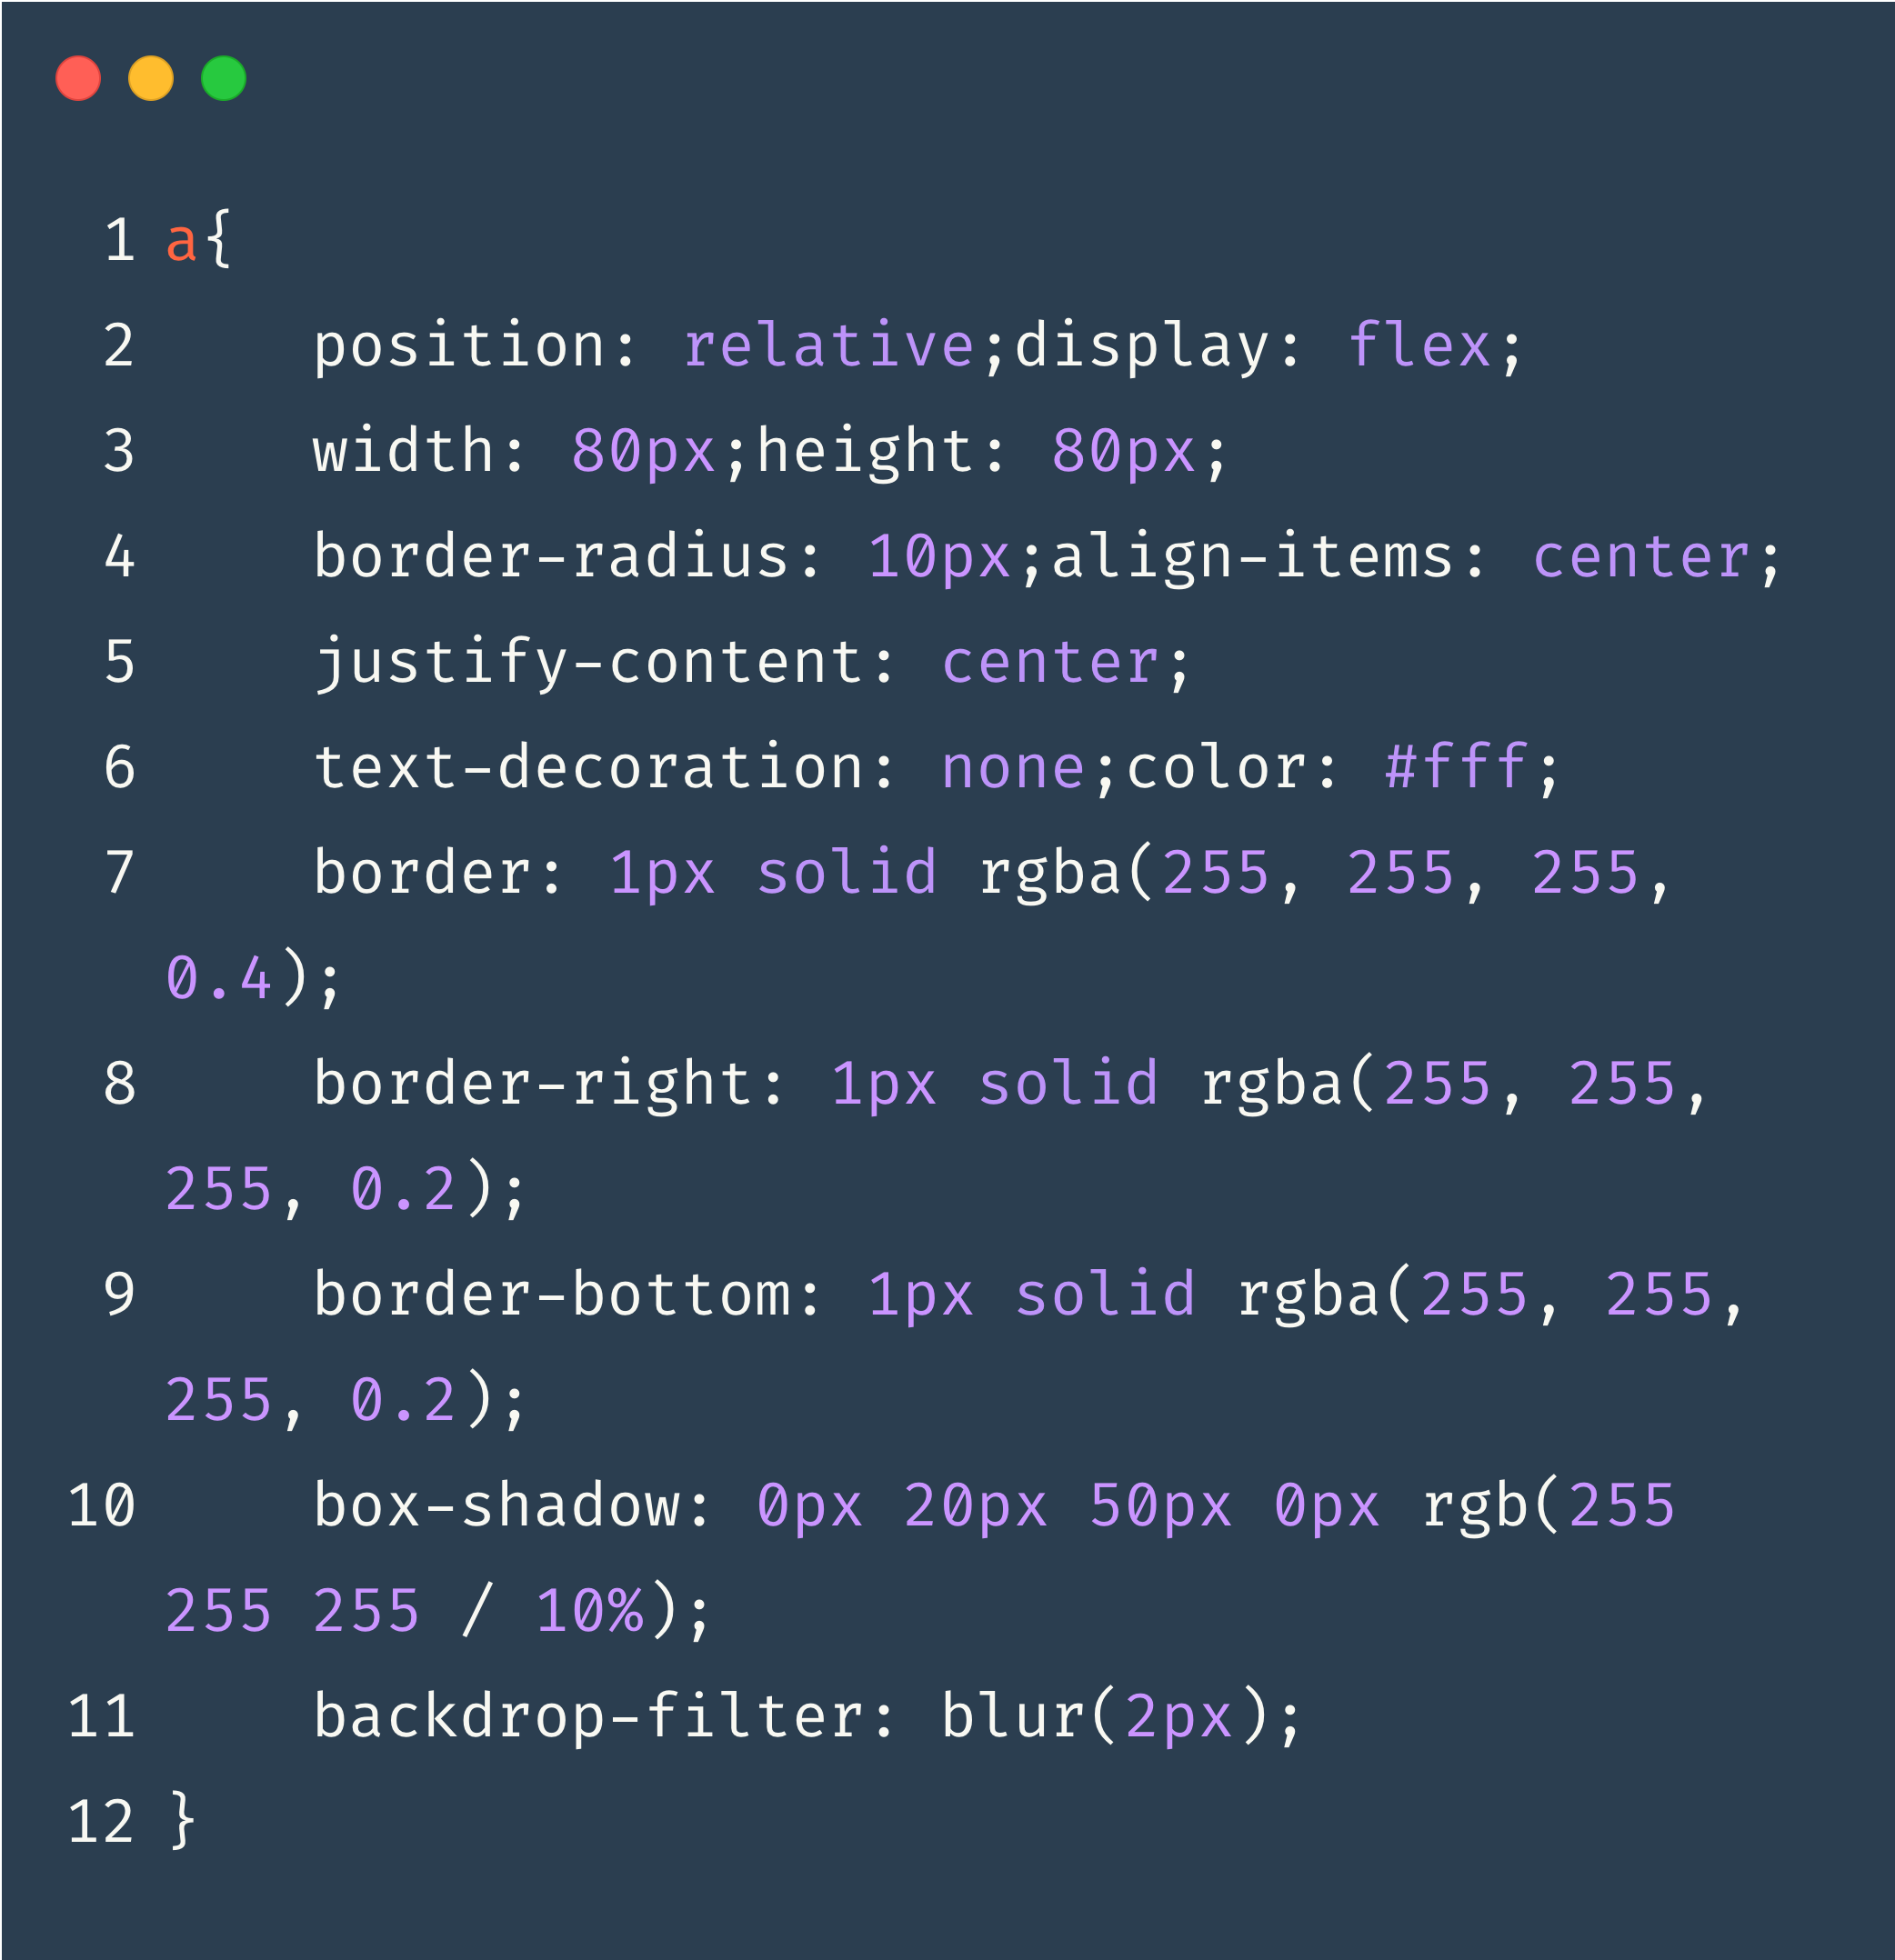 1 a{
2     position: relative;display: flex;
3     width: 80px;height: 80px;
4     border-radius: 10px;align-items: center;
5     justify-content: center;
6     text-decoration: none;color: #fff;
7     border: 1px solid rgba(255, 255, 255,
0.4);
8     border-right: 1px solid rgba(255, 255,
255, 0.2);
9     border-bottom: 1px solid rgba(255, 255,
255, 0.2);
10     box-shadow: 0px 20px 50px 0px rgb(255
255 255 / 10%);
11     backdrop-filter: blur(2px);
12 }